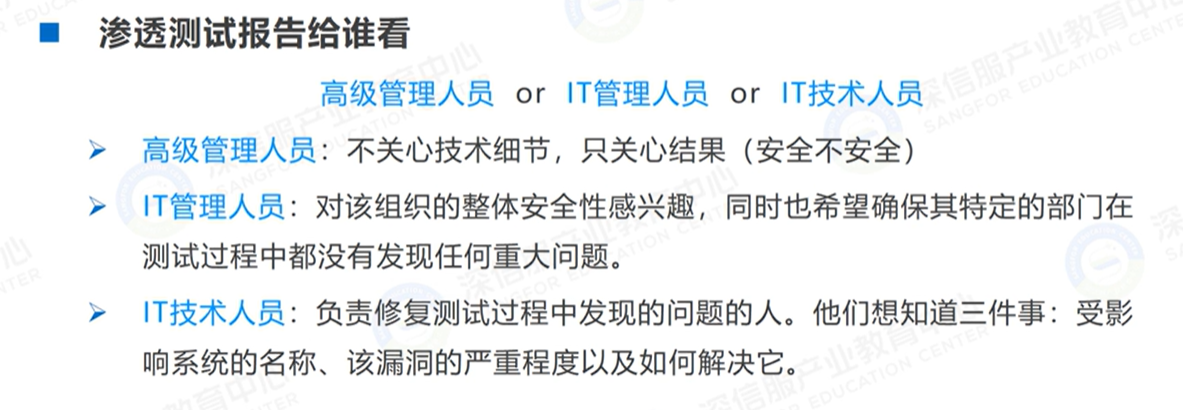 渗透测试报告给谁看
高级管理人员 or IT管理人员 or IT技术人员
高级管理人员：不关心技术细节，只关心结果（安全不安全）
IT管理人员：对该组织的整体安全性感兴趣，同时也希望确保其特定的部门在
测试过程中都没有发现任何重大问题。
IT技术人员：负责修复测试过程中发现的问题的人。他们想知道三件事：受影
响系统的名称、该漏洞的严重程度以及如何解决它。
深信服产业教育中心
SANGFOR EDUCATION CENTER